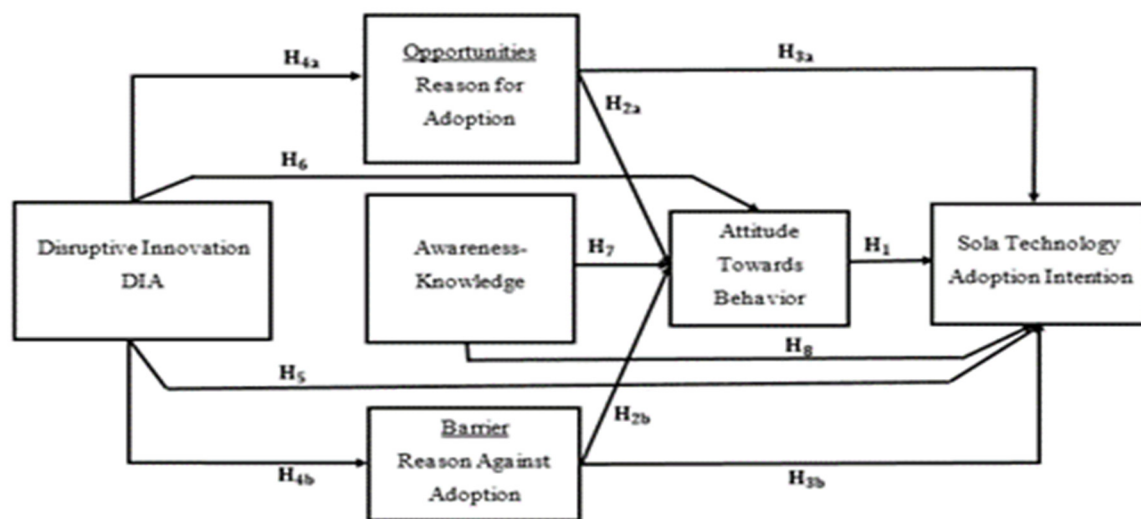 Opportunities
Reason for
Adoption
H4a
H3a
H2a
H6
Disruptive Innovation
DIA
Awareness-
Knowledge
H7
Attitude
Towards
Behavior
H1
Sola Technology
Adoption Intention
H8
H5
H2b
Barrier
Reason Against
Adoption
H4b
H3b